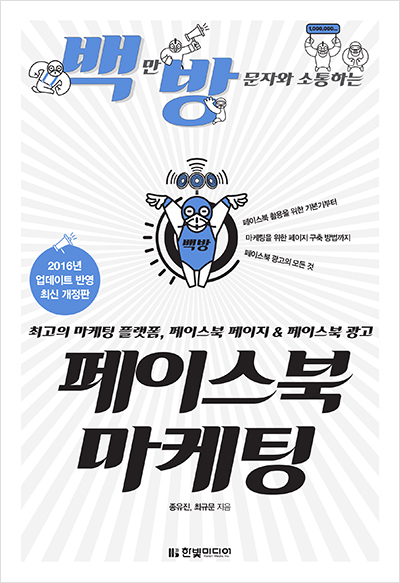 1,000,000...
백만방 문자와 소통하는
백방
페이스북 활용을 위한 기본기부터
마케팅을 위한 페이지 구축 방법까지
페이스북 광고의 모든 것
2016년
업데이트 반영
최신 개정판
최고의 마케팅 플랫폼, 페이스북 페이지 & 페이스북 광고
페이스북
마케팅
종유진, 최규문 지음
한빛미디어
Hanbit Media, Inc.